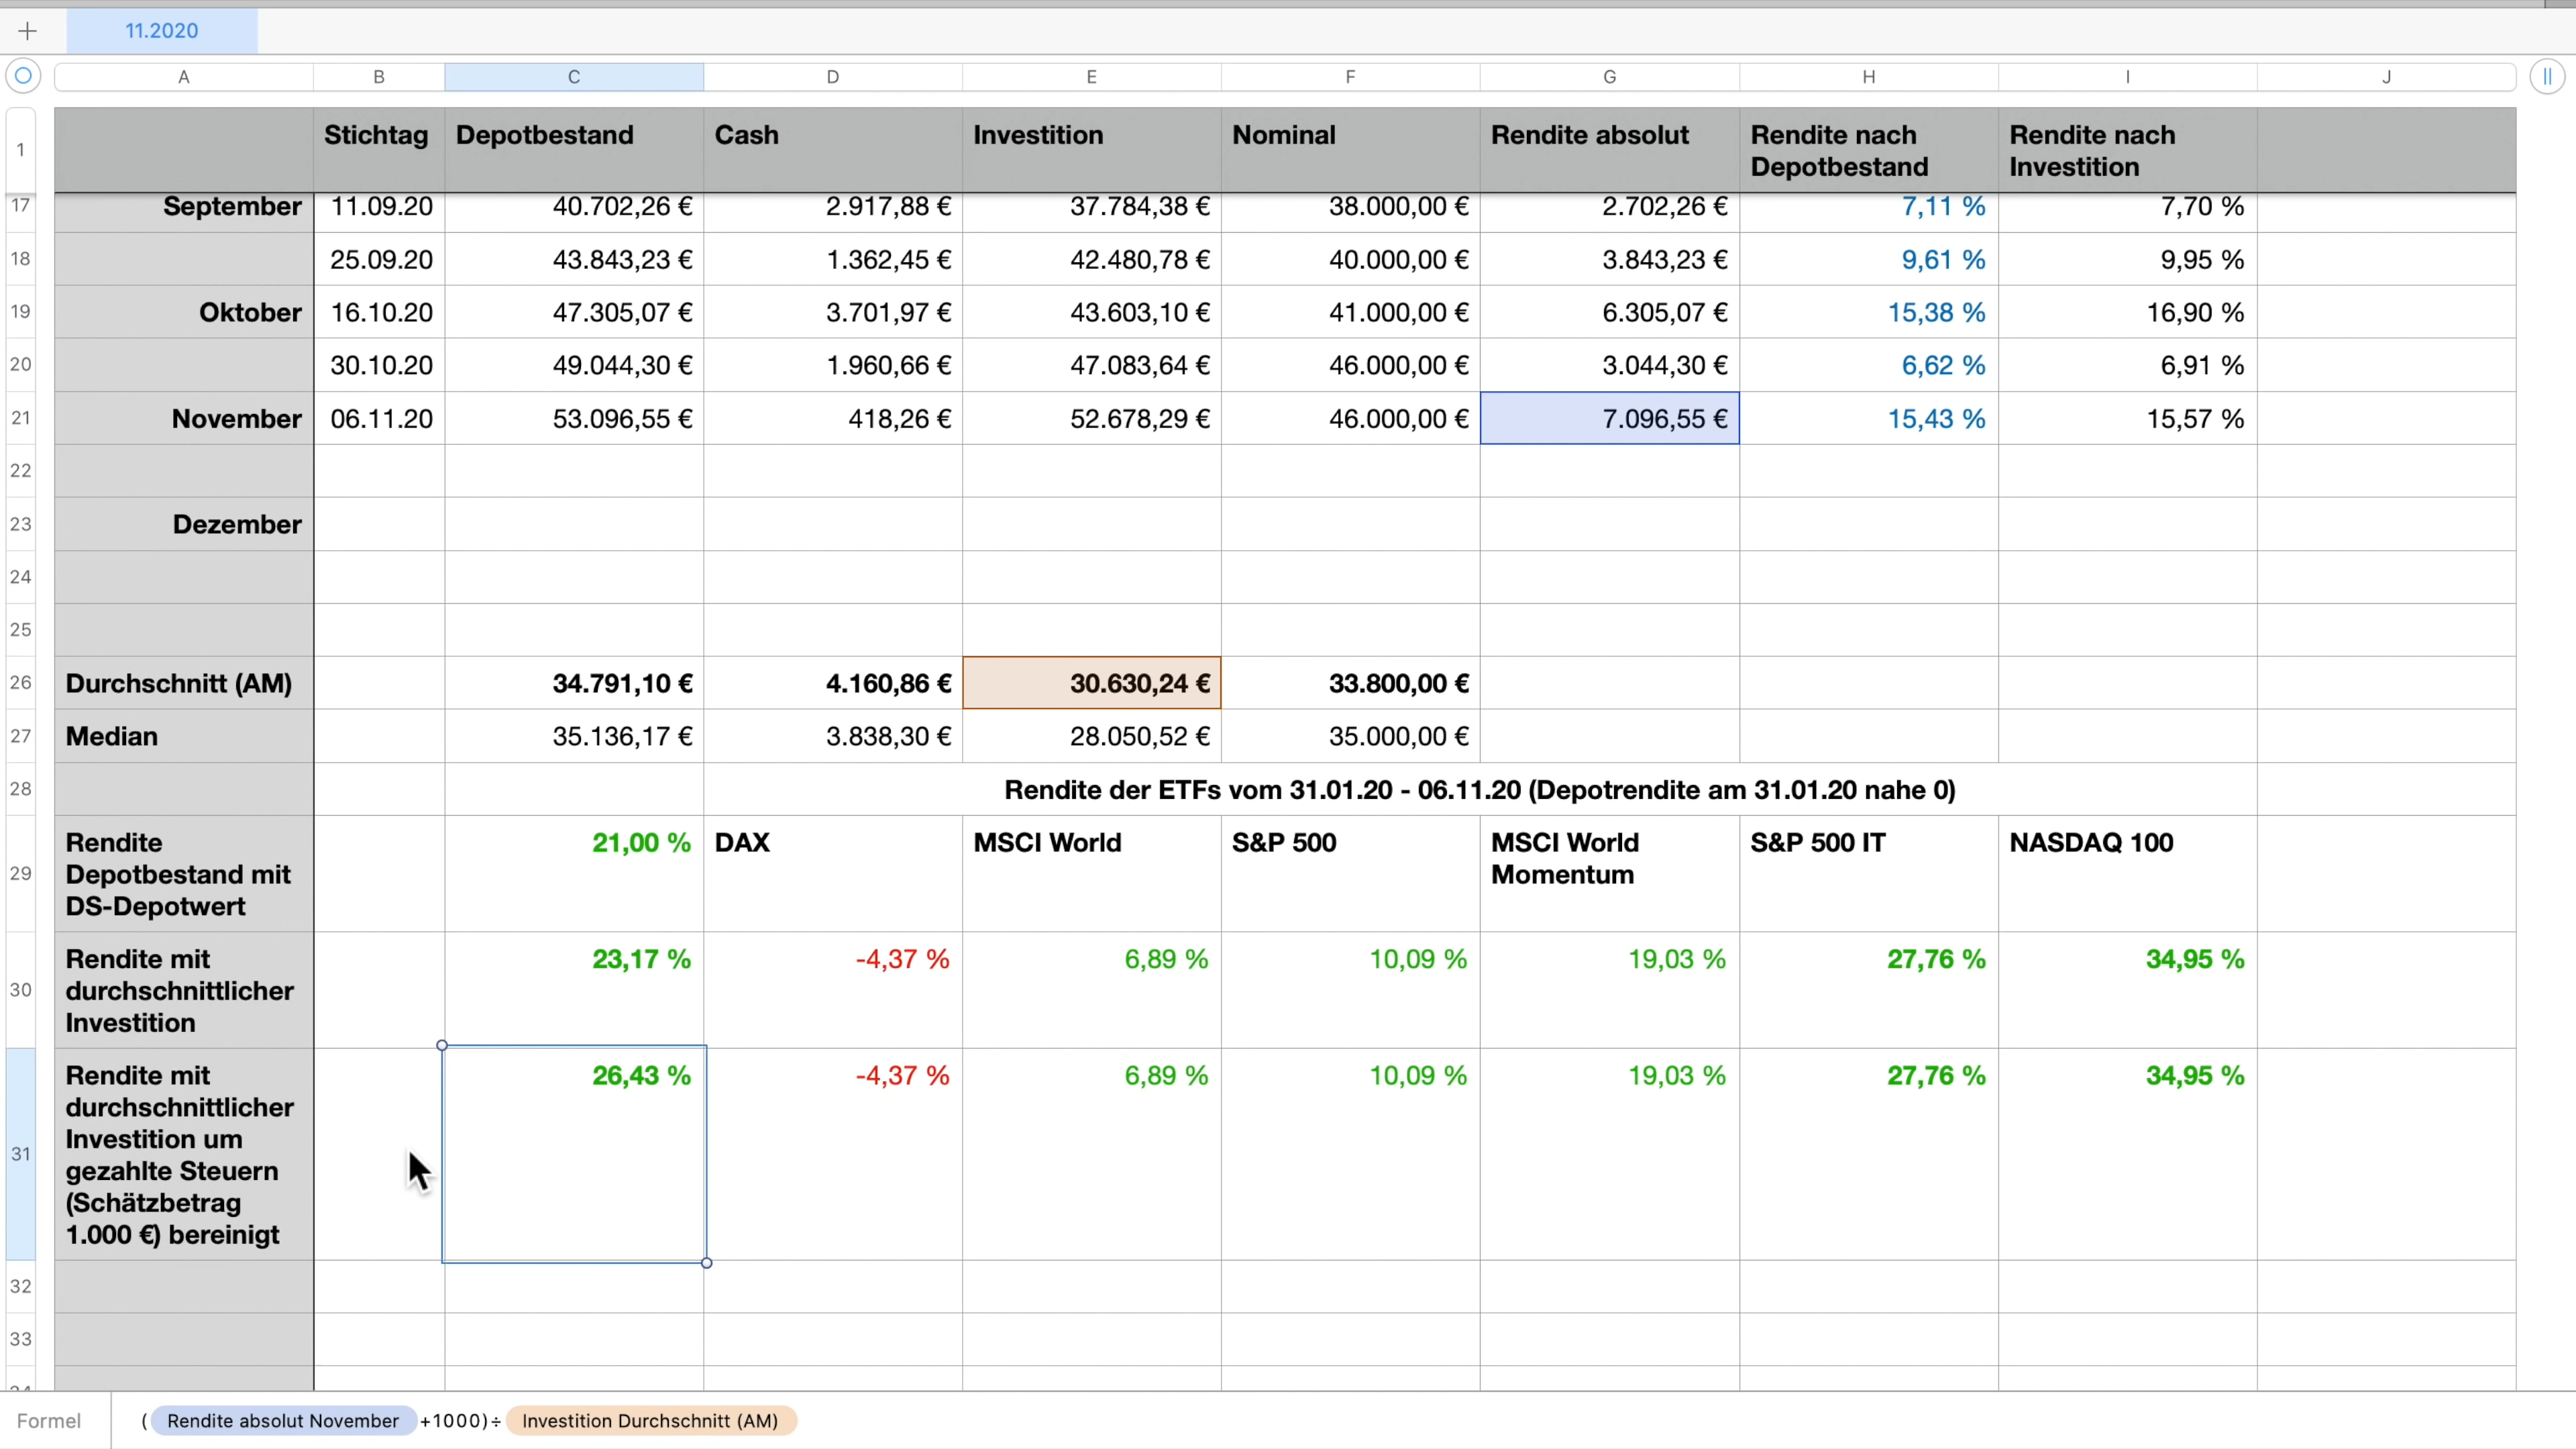 11.2020
A B C D E F G H I J
1 Stichtag Depotbestand Cash Investition Nominal Rendite absolut Rendite nach Depotbestand Rendite nach Investition
17 September 11.09.20 40.702,26 € 2.917,88 € 37.784,38 € 38.000,00 € 2.702,26 € 7,11 % 7,70 %
18 25.09.20 43.843,23 € 1.362,45 € 42.480,78 € 40.000,00 € 3.843,23 € 9,61 % 9,95 %
19 Oktober 16.10.20 47.305,07 € 3.701,97 € 43.603,10 € 41.000,00 € 6.305,07 € 15,38 % 16,90 %
20 30.10.20 49.044,30 € 1.960,66 € 47.083,64 € 46.000,00 € 3.044,30 € 6,62 % 6,91 %
21 November 06.11.20 53.096,55 € 418,26 € 52.678,29 € 46.000,00 € 7.096,55 € 15,43 % 15,57 %
22
23 Dezember
24
25
26 Durchschnitt (AM) 34.791,10 € 4.160,86 € 30.630,24 € 33.800,00 €
27 Median 35.136,17 € 3.838,30 € 28.050,52 € 35.000,00 €
28 Rendite der ETFs vom 31.01.20 - 06.11.20 (Depotrendite am 31.01.20 nahe 0)
29 Rendite Depotbestand mit DS-Depotwert 21,00 % DAX MSCI World S&P 500 MSCI World Momentum S&P 500 IT NASDAQ 100
30 Rendite mit durchschnittlicher Investition 23,17 % -4,37 % 6,89 % 10,09 % 19,03 % 27,76 % 34,95 %
31 Rendite mit durchschnittlicher Investition um gezahlte Steuern (Schätzbetrag 1.000 €) bereinigt 26,43 % -4,37 % 6,89 % 10,09 % 19,03 % 27,76 % 34,95 %
32
33
Formel (Rendite absolut November +1000)÷ Investition Durchschnitt (AM)